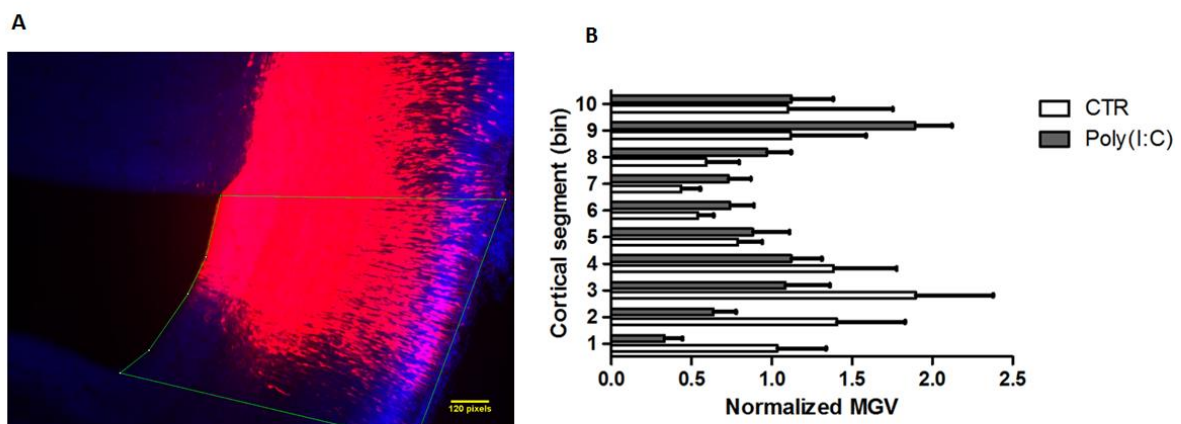 A
120 pixels
B
Cortical segment (bin)
10
9
8
7
6
5
4
3
2
1
0.0 0.5 1.0 1.5 2.0 2.5
Normalized MGV
CTR
Poly(I:C)